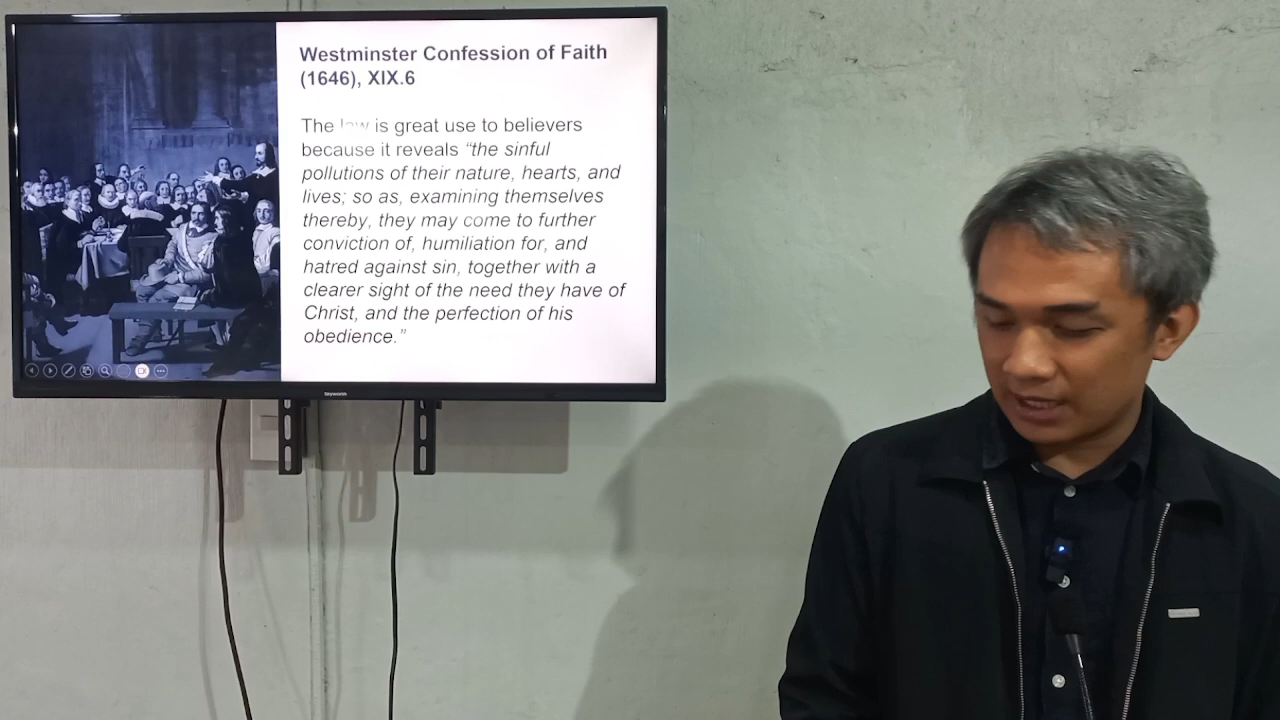 Westminster Confession of Faith
(1646), XIX.6
The law is great use to believers
because it reveals “the sinful
pollutions of their nature, hearts, and
lives; so as, examining themselves
thereby, they may come to further
conviction of, humiliation for, and
hatred against sin, together with a
clearer sight of the need they have of
Christ, and the perfection of his
obedience.”
skyworth